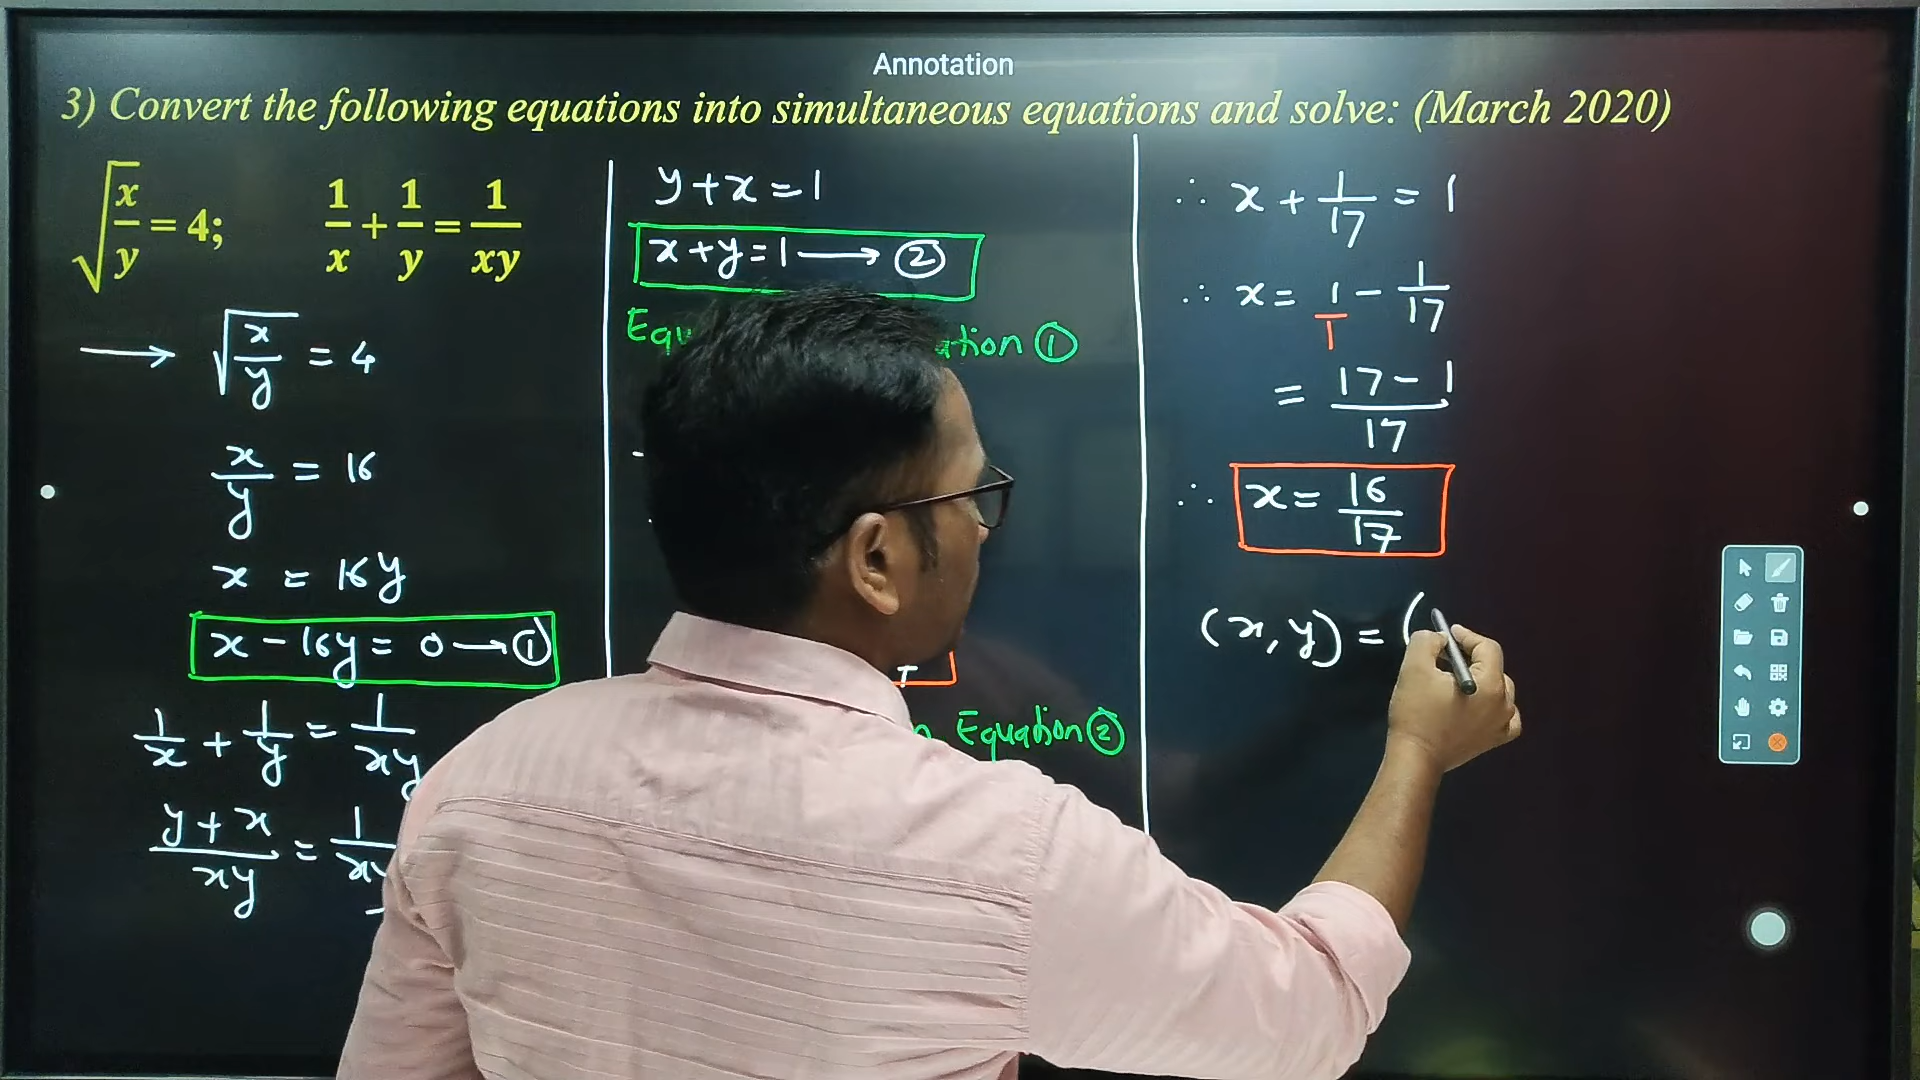 Annotation
3) Convert the following equations into simultaneous equations and solve: (March 2020)
√(x/y) = 4; 1/x + 1/y = 1/xy
→ √(x/y) = 4
x/y = 16
x = 16y
x - 16y = 0 → ①
1/x + 1/y = 1/xy
(y + x)/xy = 1/xy
y + x = 1
x + y = 1 → ②
ation ①
Equation ②
∴ x + 1/17 = 1
∴ x = 1/1 - 1/17
= (17 - 1)/17
∴ x = 16/17
(x, y) = (